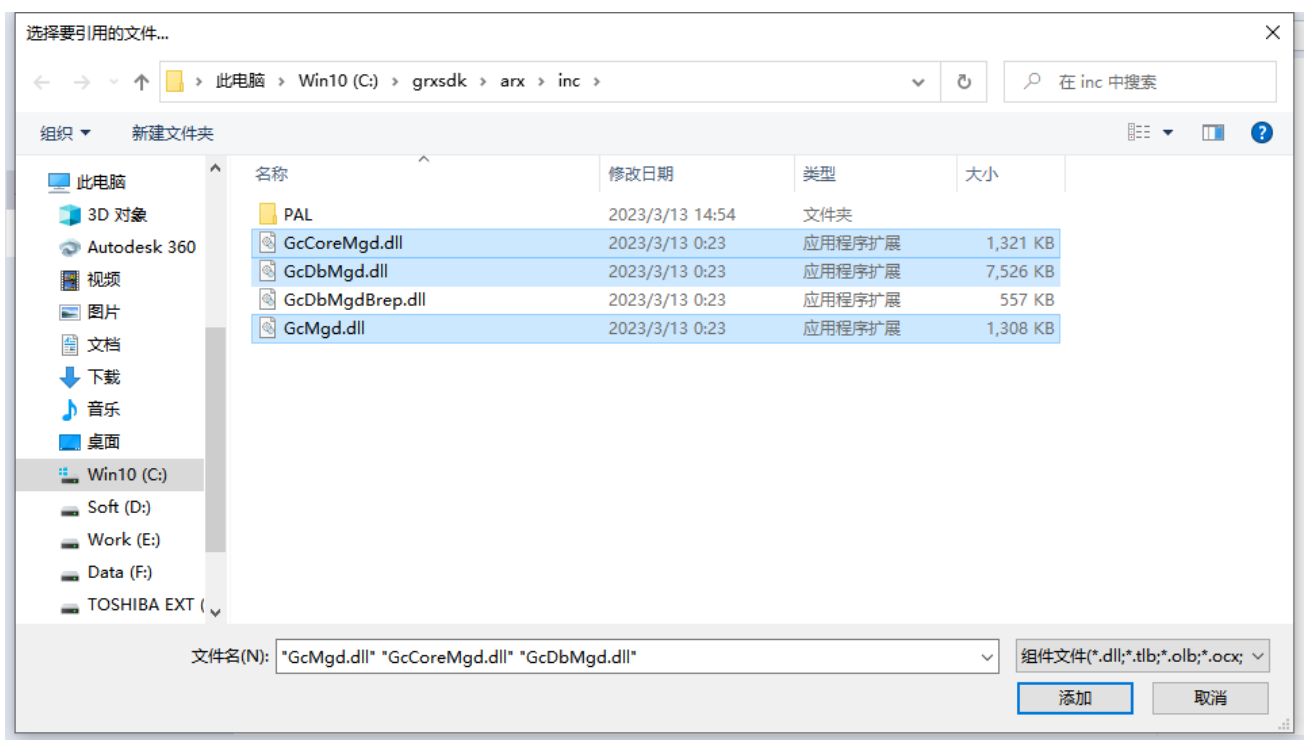 选择要引用的文件...
此电脑 › Win10 (C:) › grxsdk › arx › inc ›
在 inc 中搜索
组织 新建文件夹
名称 修改日期 类型 大小
此电脑
3D 对象
Autodesk 360
视频
图片
文档
下载
音乐
桌面
Win10 (C:)
Soft (D:)
Work (E:)
Data (F:)
TOSHIBA EXT (
PAL 2023/3/13 14:54 文件夹
GcCoreMgd.dll 2023/3/13 0:23 应用程序扩展 1,321 KB
GcDbMgd.dll 2023/3/13 0:23 应用程序扩展 7,526 KB
GcDbMgdBrep.dll 2023/3/13 0:23 应用程序扩展 557 KB
GcMgd.dll 2023/3/13 0:23 应用程序扩展 1,308 KB
文件名(N): "GcMgd.dll" "GcCoreMgd.dll" "GcDbMgd.dll"
组件文件(*.dll;*.tlb;*.olb;*.ocx;
添加 取消